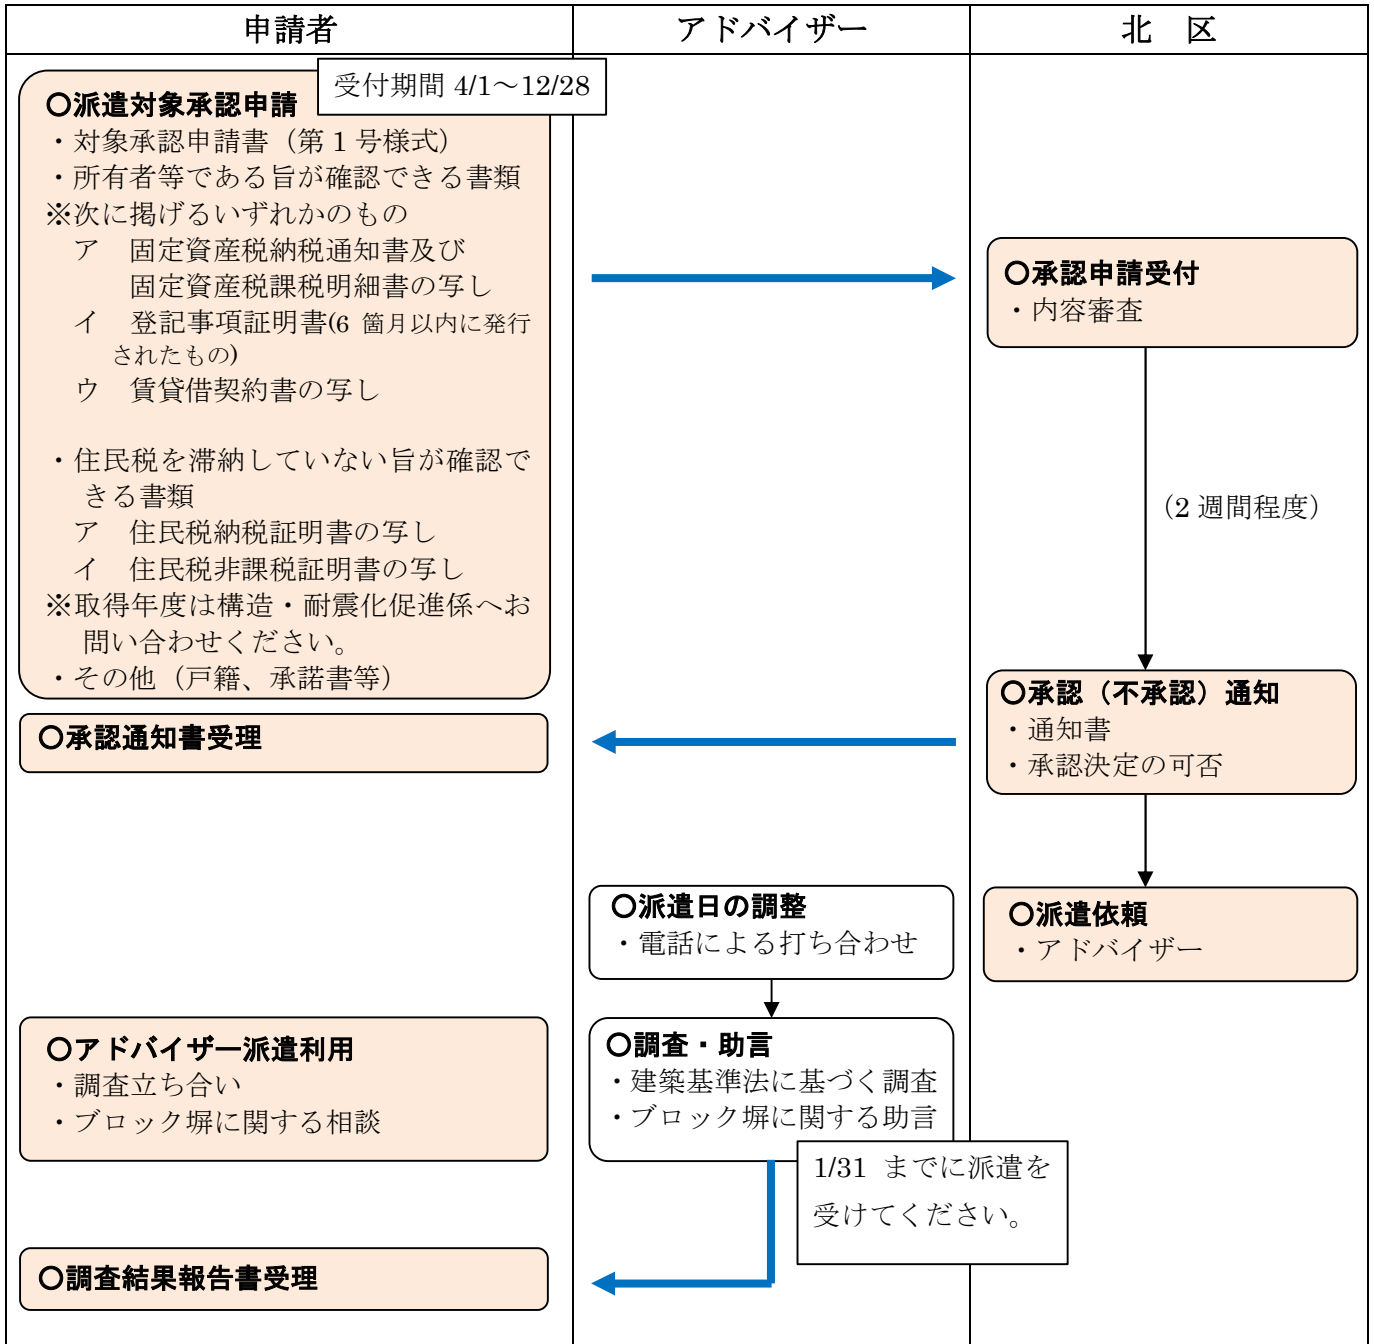 申請者
アドバイザー
北　区
受付期間 4/1～12/28
○派遣対象承認申請
・対象承認申請書（第 1 号様式）
・所有者等である旨が確認できる書類
※次に掲げるいずれかのもの
ア　固定資産税納税通知書及び
固定資産税課税明細書の写し
イ　登記事項証明書(6 箇月以内に発行
されたもの)
ウ　賃貸借契約書の写し
・住民税を滞納していない旨が確認で
きる書類
ア　住民税納税証明書の写し
イ　住民税非課税証明書の写し
※取得年度は構造・耐震化促進係へお
問い合わせください。
・その他（戸籍、承諾書等）
○承認申請受付
・内容審査
（2 週間程度）
○承認（不承認）通知
・通知書
・承認決定の可否
○承認通知書受理
○派遣依頼
・アドバイザー
○派遣日の調整
・電話による打ち合わせ
○調査・助言
・建築基準法に基づく調査
・ブロック塀に関する助言
○アドバイザー派遣利用
・調査立ち合い
・ブロック塀に関する相談
1/31 までに派遣を
受けてください。
○調査結果報告書受理